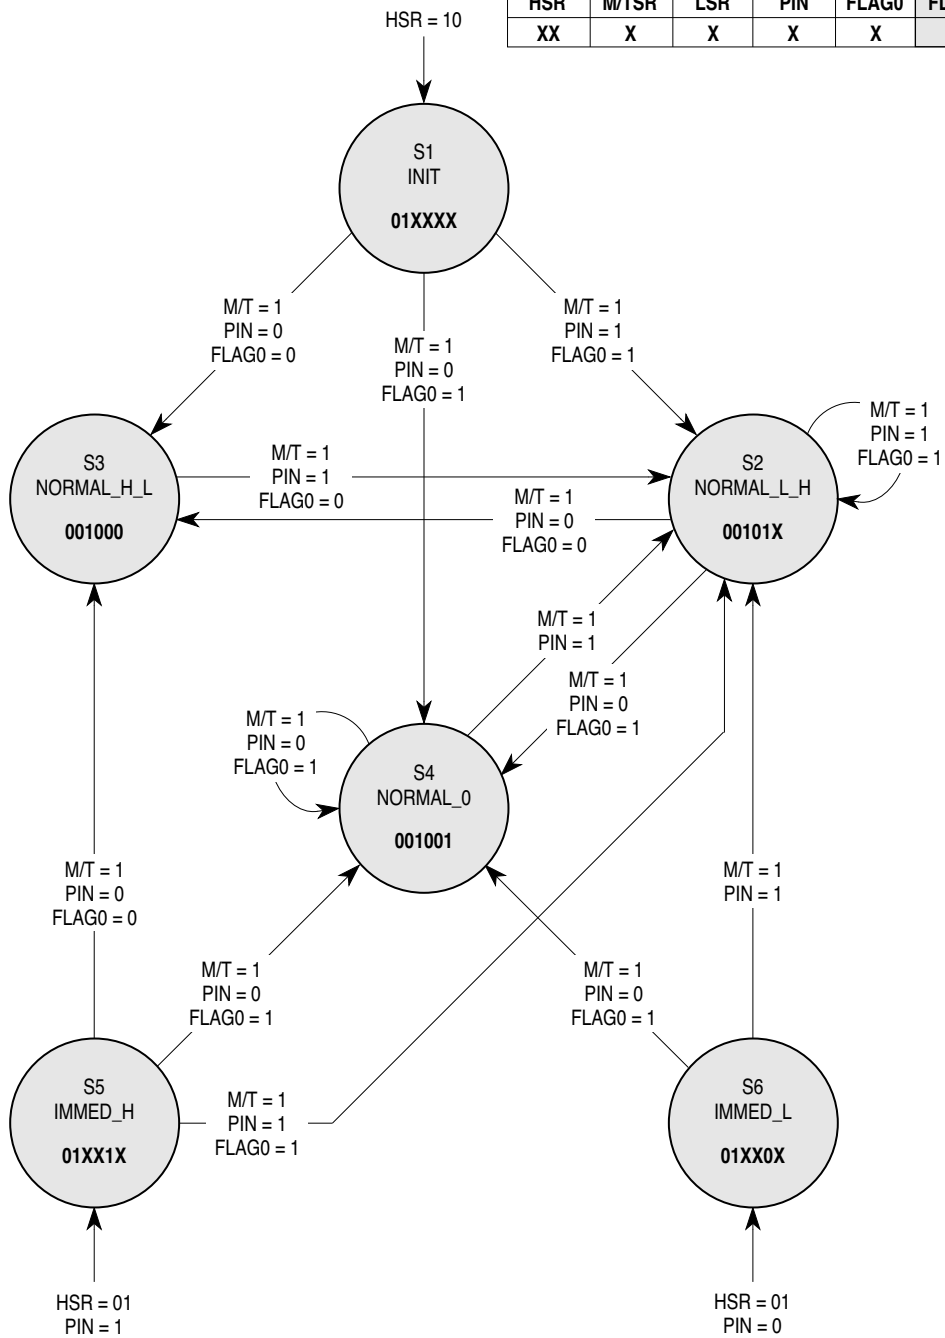 HSR M/TSR LSR PIN FLAG0
XX X X X X
HSR = 10
S1
INIT
01XXXX
M/T = 1
PIN = 0
FLAG0 = 0
M/T = 1
PIN = 0
FLAG0 = 1
M/T = 1
PIN = 1
FLAG0 = 1
S3
NORMAL_H_L
001000
M/T = 1
PIN = 1
FLAG0 = 0
M/T = 1
PIN = 0
FLAG0 = 0
S2
NORMAL_L_H
00101X
M/T = 1
PIN = 1
FLAG0 = 1
M/T = 1
PIN = 1
M/T = 1
PIN = 0
FLAG0 = 1
M/T = 1
PIN = 0
FLAG0 = 1
S4
NORMAL_0
001001
M/T = 1
PIN = 0
FLAG0 = 0
M/T = 1
PIN = 1
M/T = 1
PIN = 0
FLAG0 = 1
M/T = 1
PIN = 0
FLAG0 = 1
S5
IMMED_H
01XX1X
M/T = 1
PIN = 1
FLAG0 = 1
S6
IMMED_L
01XX0X
HSR = 01
PIN = 1
HSR = 01
PIN = 0